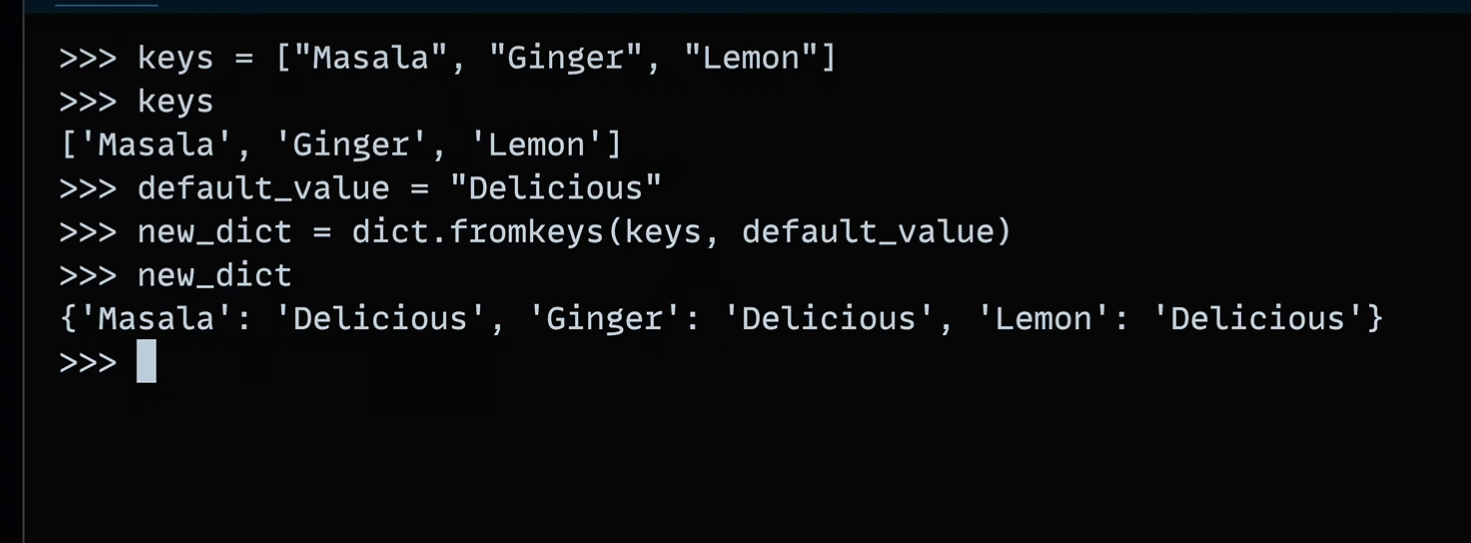 >>> keys = ["Masala", "Ginger", "Lemon"]
>>> keys
['Masala', 'Ginger', 'Lemon']
>>> default_value = "Delicious"
>>> new_dict = dict.fromkeys(keys, default_value)
>>> new_dict
{'Masala': 'Delicious', 'Ginger': 'Delicious', 'Lemon': 'Delicious'}
>>>